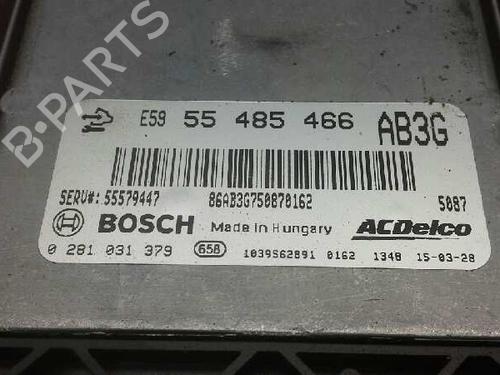 E59 55 485 466 AB3G
SERV#:55579447 86AB3G750870162 5087
BOSCH Made in Hungary ACDelco
0 281 031 379 658 1039S62891 0162 1348 15-03-28
B-PARTS